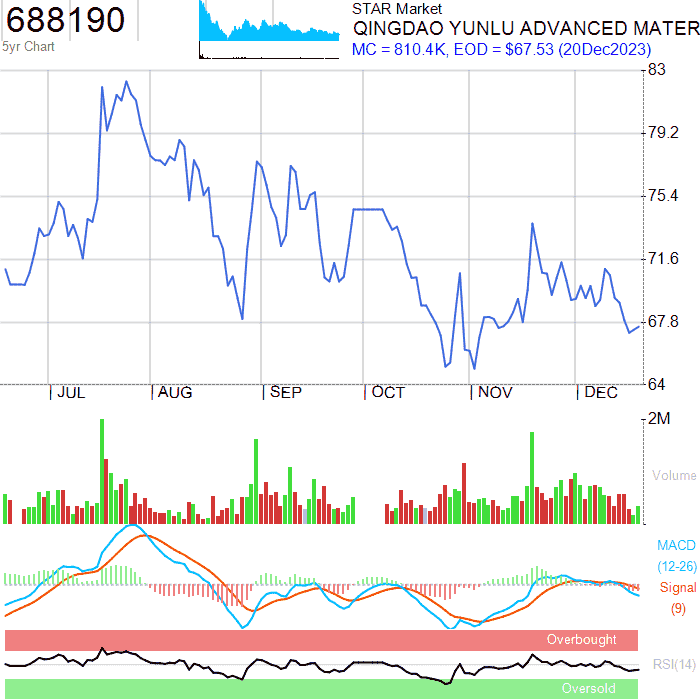 688190
5yr Chart
STAR Market
QINGDAO YUNLU ADVANCED MATER
MC = 810.4K, EOD = $67.53 (20Dec2023)
83
79.2
75.4
71.6
67.8
64
JUL AUG SEP OCT NOV DEC
2M
Volume
MACD
(12-26)
Signal
(9)
Overbought
RSI(14)
Oversold